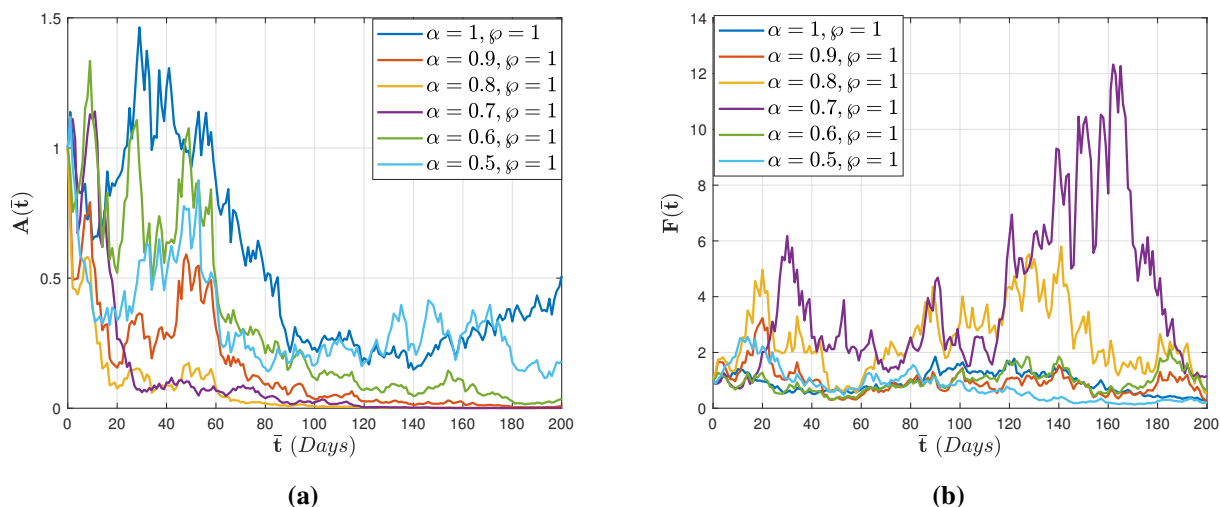 1.5
1
0.5
0
0 20 40 60 80 100 120 140 160 180 200
A(t̄)
t̄ (Days)
α = 1, ℘ = 1
α = 0.9, ℘ = 1
α = 0.8, ℘ = 1
α = 0.7, ℘ = 1
α = 0.6, ℘ = 1
α = 0.5, ℘ = 1
(a)
14
12
10
8
6
4
2
0
0 20 40 60 80 100 120 140 160 180 200
F(t̄)
t̄ (Days)
α = 1, ℘ = 1
α = 0.9, ℘ = 1
α = 0.8, ℘ = 1
α = 0.7, ℘ = 1
α = 0.6, ℘ = 1
α = 0.5, ℘ = 1
(b)